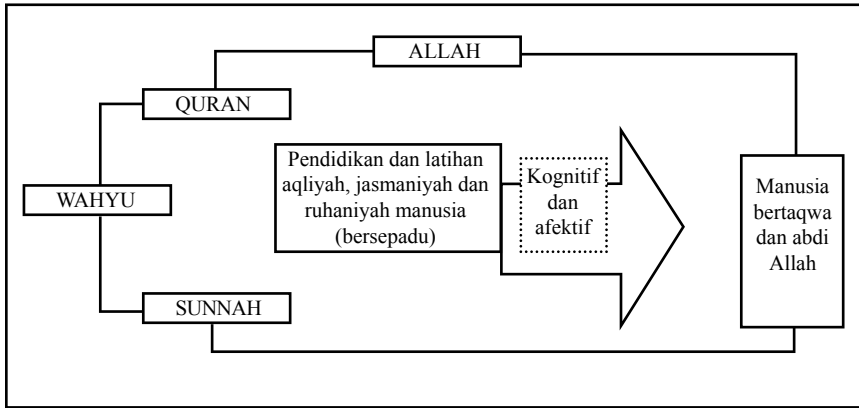 ALLAH
QURAN
WAHYU
SUNNAH
Pendidikan dan latihan
aqliyah, jasmaniyah dan
ruhaniyah manusia
(bersepadu)
Kognitif
dan
afektif
Manusia
bertaqwa
dan abdi
Allah